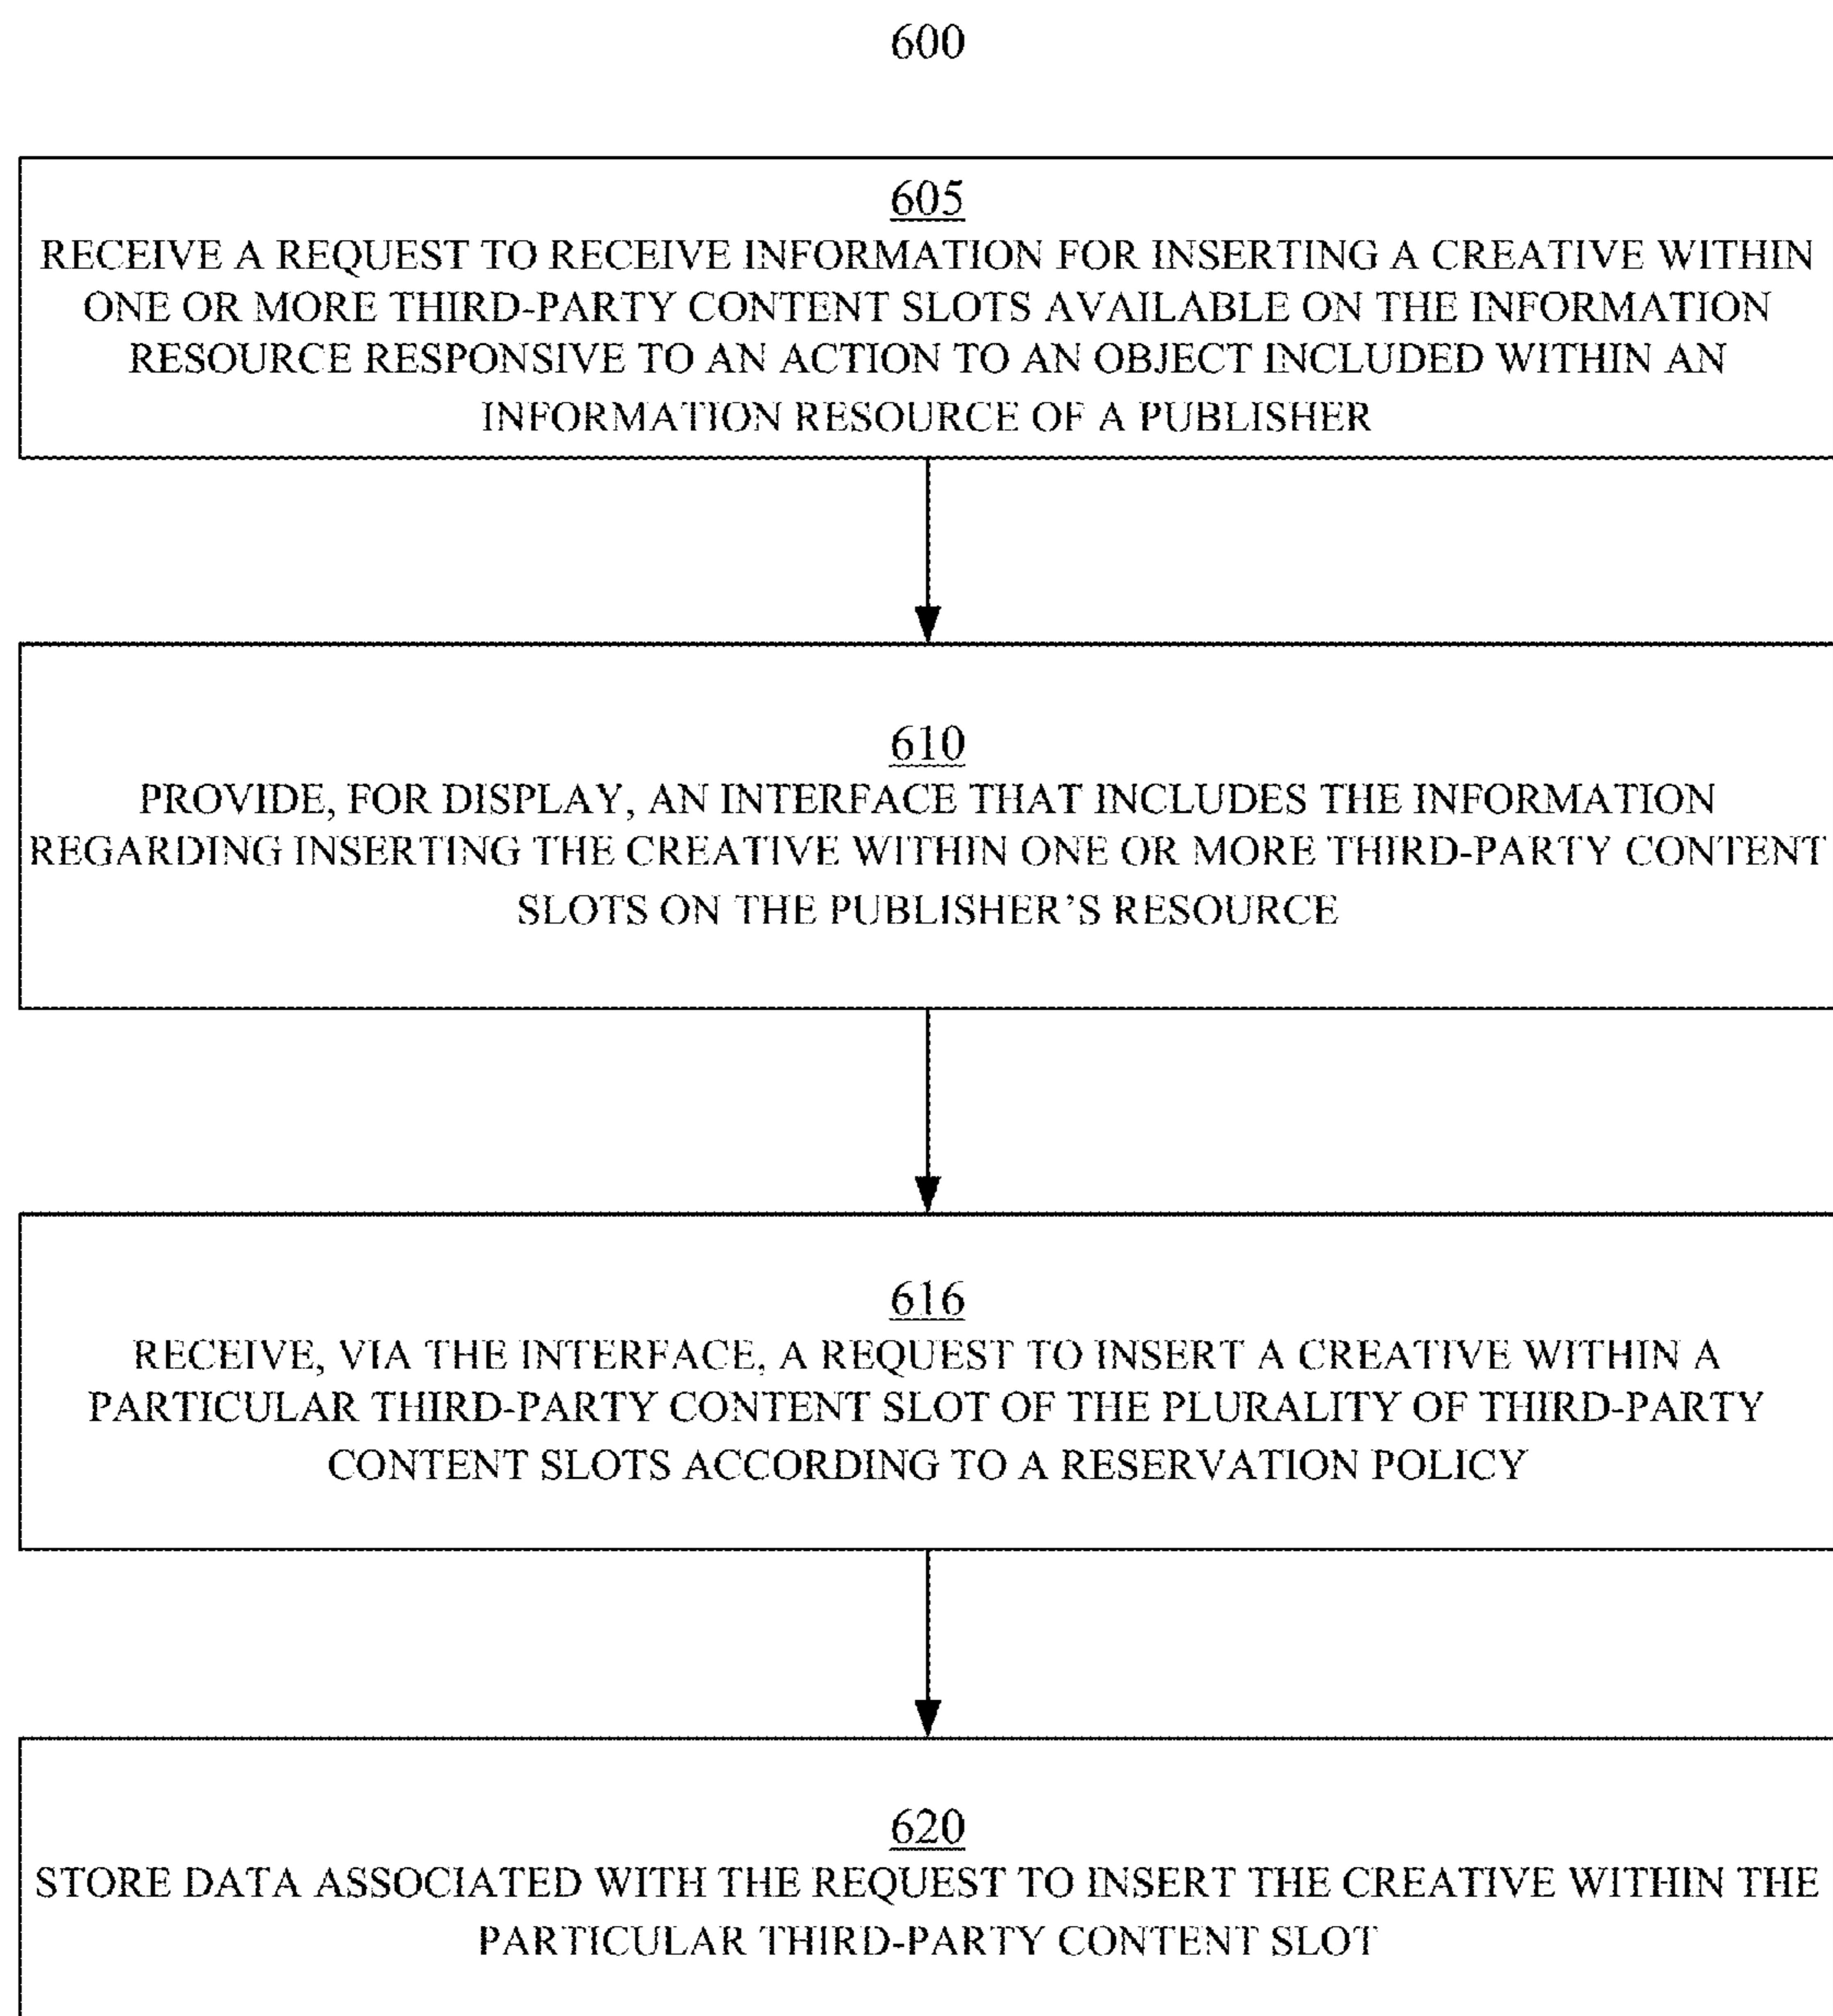 600
605
RECEIVE A REQUEST TO RECEIVE INFORMATION FOR INSERTING A CREATIVE WITHIN
ONE OR MORE THIRD-PARTY CONTENT SLOTS AVAILABLE ON THE INFORMATION
RESOURCE RESPONSIVE TO AN ACTION TO AN OBJECT INCLUDED WITHIN AN
INFORMATION RESOURCE OF A PUBLISHER
610
PROVIDE, FOR DISPLAY, AN INTERFACE THAT INCLUDES THE INFORMATION
REGARDING INSERTING THE CREATIVE WITHIN ONE OR MORE THIRD-PARTY CONTENT
SLOTS ON THE PUBLISHER’S RESOURCE
616
RECEIVE, VIA THE INTERFACE, A REQUEST TO INSERT A CREATIVE WITHIN A
PARTICULAR THIRD-PARTY CONTENT SLOT OF THE PLURALITY OF THIRD-PARTY
CONTENT SLOTS ACCORDING TO A RESERVATION POLICY
620
STORE DATA ASSOCIATED WITH THE REQUEST TO INSERT THE CREATIVE WITHIN THE
PARTICULAR THIRD-PARTY CONTENT SLOT